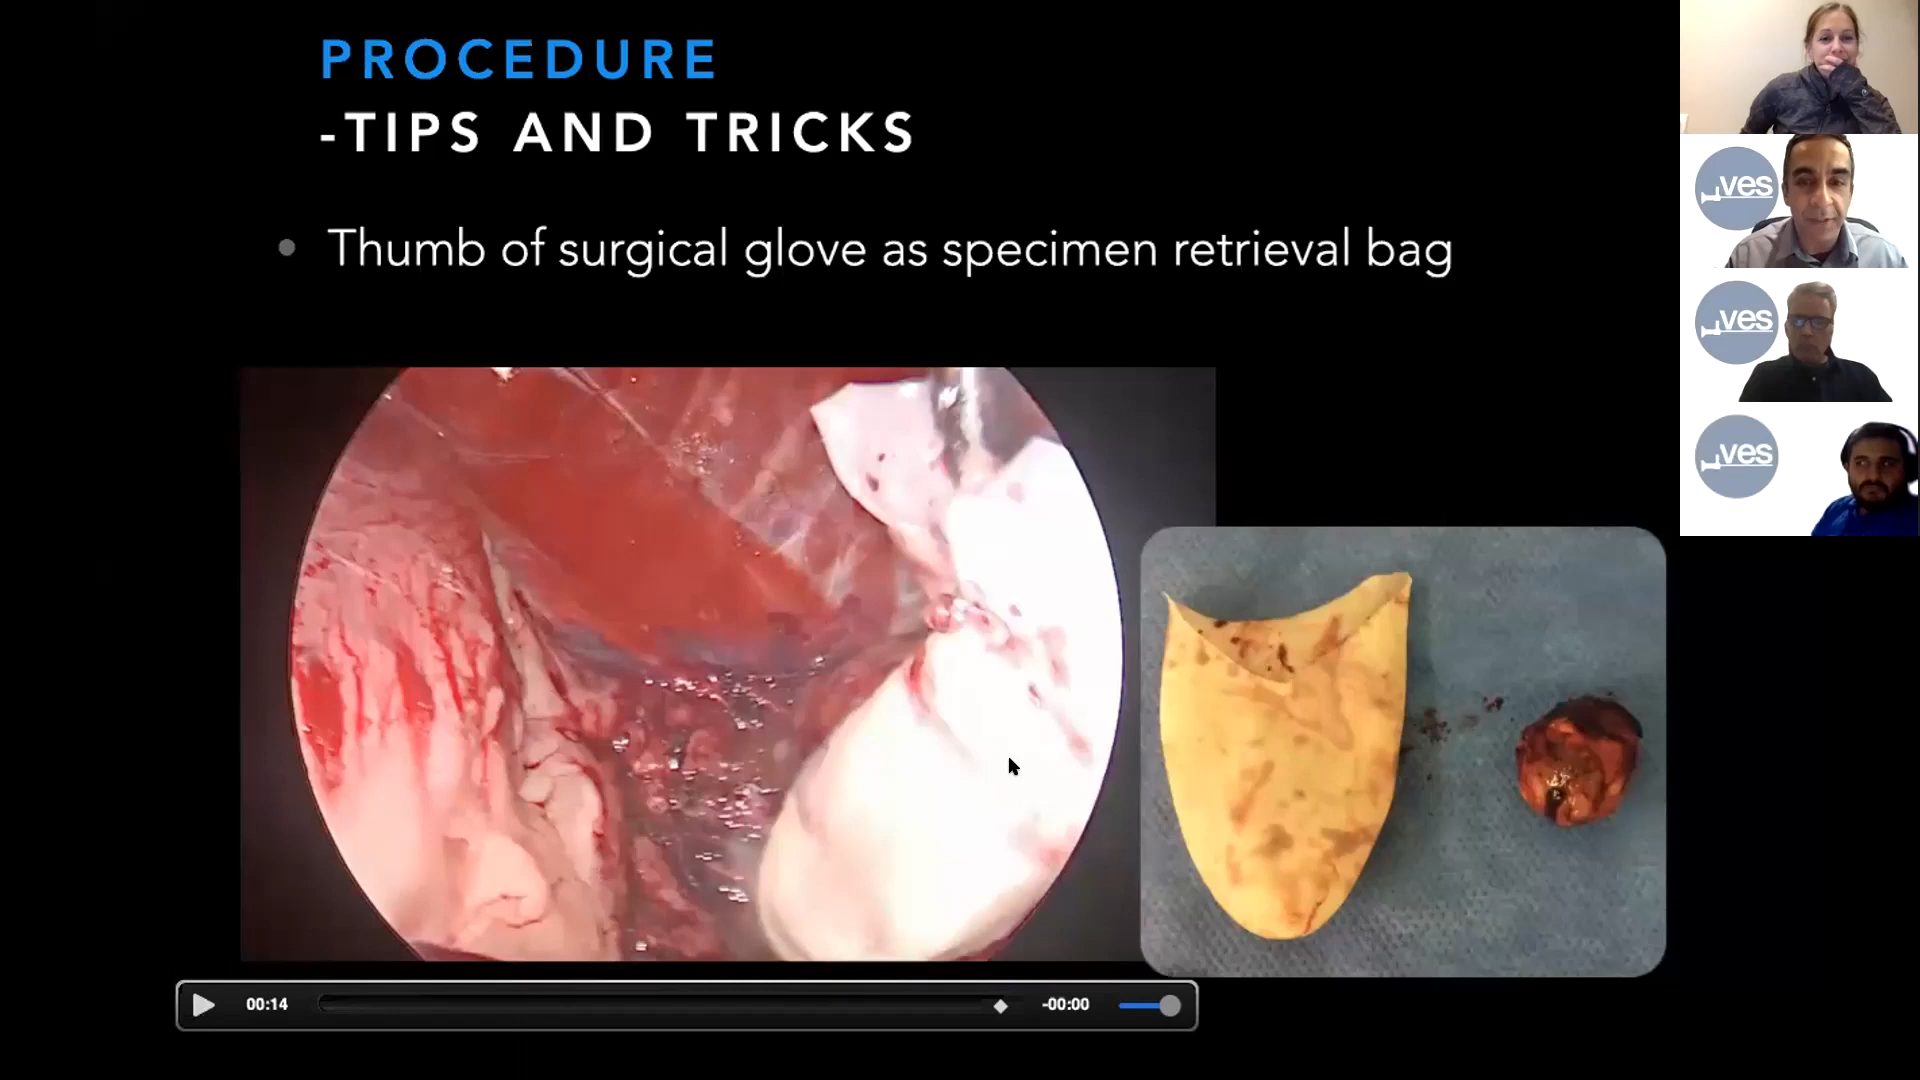 PROCEDURE
-TIPS AND TRICKS
• Thumb of surgical glove as specimen retrieval bag
ves
ves
ves
00:14
-00:00